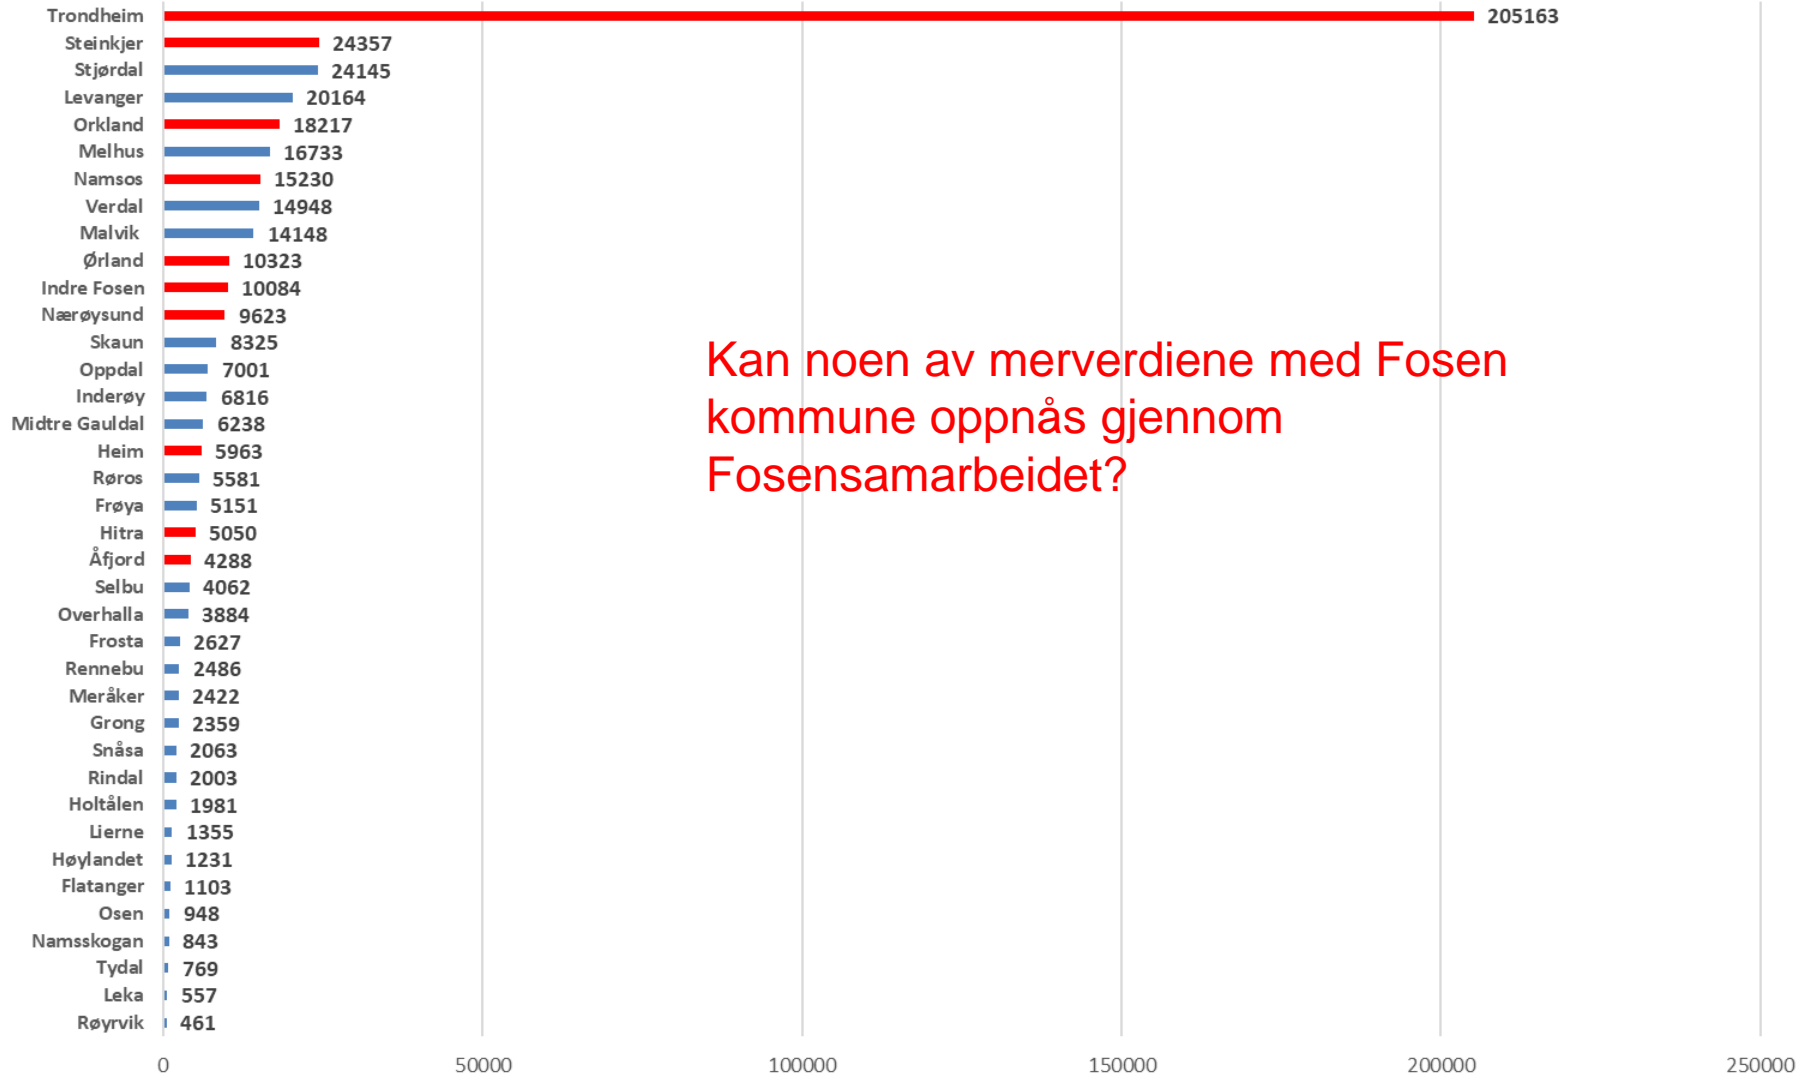 Trondheim 205163
Steinkjer 24357
Stjørdal 24145
Levanger 20164
Orkland 18217
Melhus 16733
Namsos 15230
Verdal 14948
Malvik 14148
Ørland 10323
Indre Fosen 10084
Nærøysund 9623
Skaun 8325
Oppdal 7001
Inderøy 6816
Midtre Gauldal 6238
Heim 5963
Røros 5581
Frøya 5151
Hitra 5050
Åfjord 4288
Selbu 4062
Overhalla 3884
Frosta 2627
Rennebu 2486
Meråker 2422
Grong 2359
Snåsa 2063
Rindal 2003
Holtålen 1981
Lierne 1355
Høylandet 1231
Flatanger 1103
Osen 948
Namsskogan 843
Tydal 769
Leka 557
Røyrvik 461
0 50000 100000 150000 200000 250000
Kan noen av merverdiene med Fosen
kommune oppnås gjennom
Fosensamarbeidet?